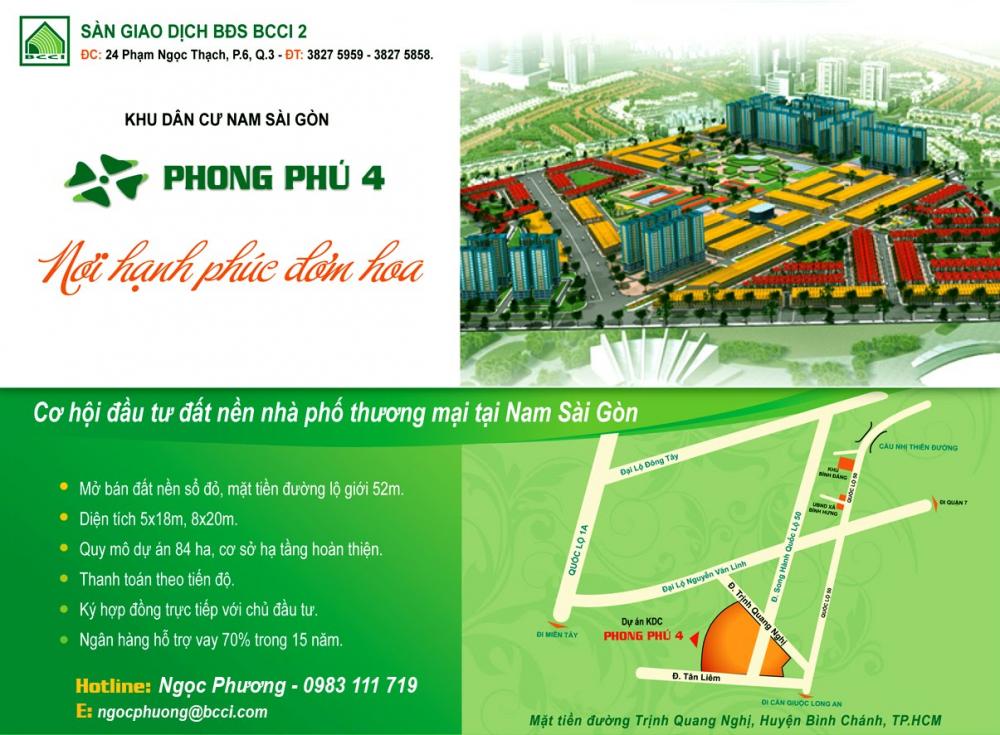 BCCI
SÀN GIAO DỊCH BĐS BCCI 2
ĐC: 24 Phạm Ngọc Thạch, P.6, Q.3 - ĐT: 3827 5959 - 3827 5858.
KHU DÂN CƯ NAM SÀI GÒN
PHONG PHÚ 4
Nơi hạnh phúc đơm hoa
Cơ hội đầu tư đất nền nhà phố thương mại tại Nam Sài Gòn
Mở bán đất nền sổ đỏ, mặt tiền đường lộ giới 52m.
Diện tích 5x18m, 8x20m.
Quy mô dự án 84 ha, cơ sở hạ tầng hoàn thiện.
Thanh toán theo tiến độ.
Ký hợp đồng trực tiếp với chủ đầu tư.
Ngân hàng hỗ trợ vay 70% trong 15 năm.
Hotline: Ngọc Phương - 0983 111 719
E: ngocphuong@bcci.com
CẦU NHỊ THIÊN ĐƯỜNG
Đại Lộ Đông Tây
KHU
BÌNH ĐĂNG
QUỐC LỘ 50
UBND XÃ
BÌNH HƯNG
ĐI QUẬN 7
QUỐC LỘ 1A
Đ. Song Hành Quốc Lộ 50
Đại Lộ Nguyễn Văn Linh
Đ. Trịnh Quang Nghị
QUỐC LỘ 50
ĐI MIỀN TÂY
Dự án KDC
PHONG PHÚ 4
Đ. Tân Liêm
ĐI CẦN GIUỘC LONG AN
Mặt tiền đường Trịnh Quang Nghị, Huyện Bình Chánh, TP.HCM